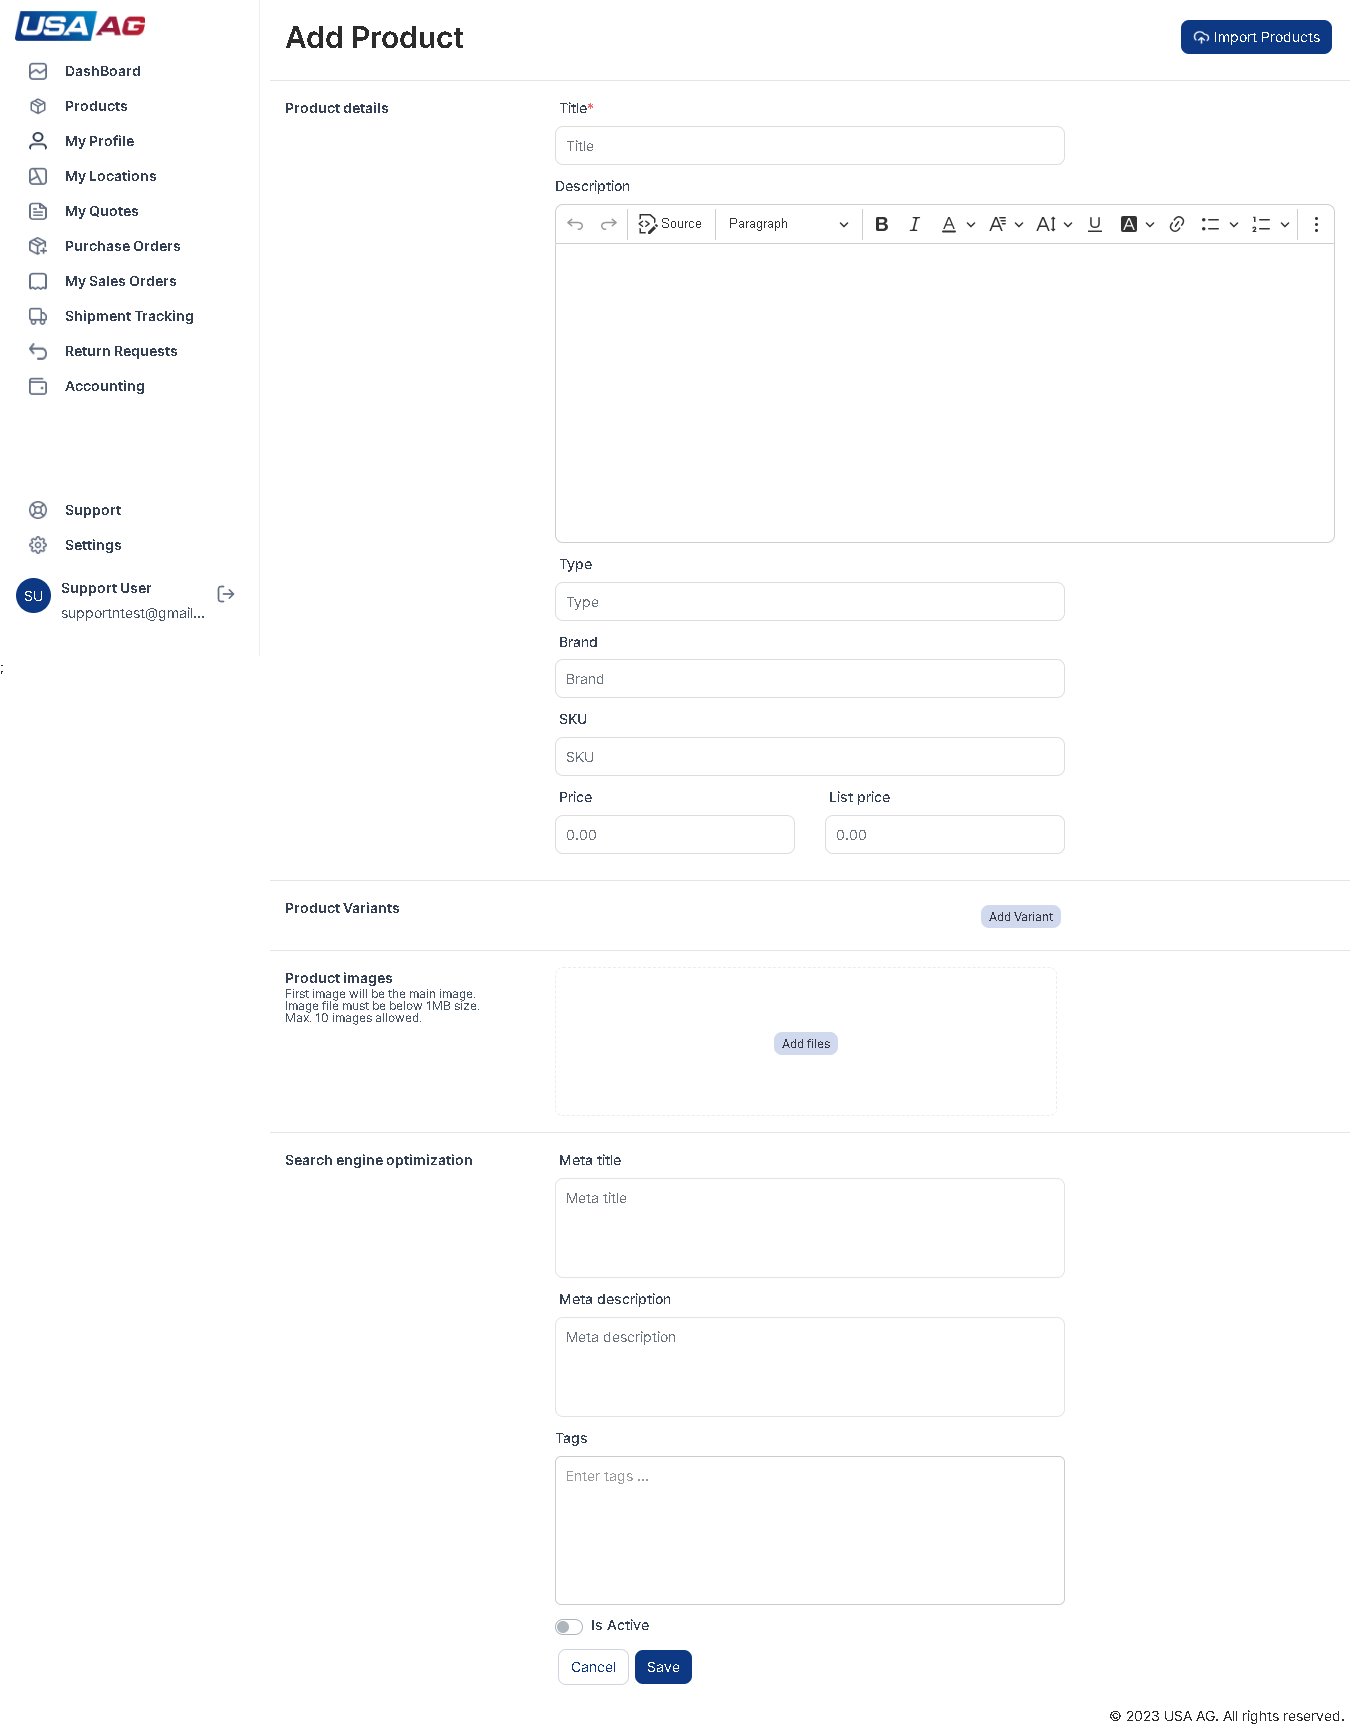 USA AG
DashBoard
Products
My Profile
My Locations
My Quotes
Purchase Orders
My Sales Orders
Shipment Tracking
Return Requests
Accounting
Support
Settings
SU
Support User
supportntest@gmail...
;
Add Product
Import Products
Product details
Title*
Title
Description
Source
Paragraph
Type
Type
Brand
Brand
SKU
SKU
Price
List price
0.00
0.00
Product Variants
Add Variant
Product images
First image will be the main image.
Image file must be below 1MB size.
Max. 10 images allowed.
Add files
Search engine optimization
Meta title
Meta title
Meta description
Meta description
Tags
Enter tags ...
Is Active
Cancel
Save
© 2023 USA AG. All rights reserved.